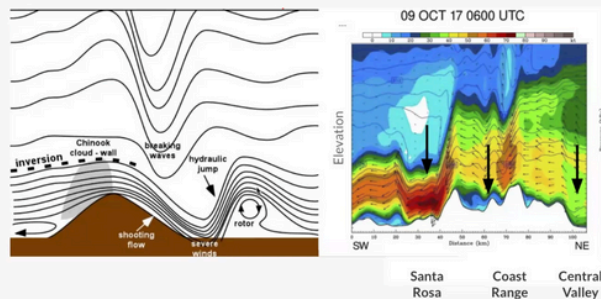 09 OCT 17 0600 UTC
Chinook
cloud - wall
inversion
breaking
waves
hydraulic
jump
shooting
flow
severe
winds
rotor
Elevation
SW
Distance (km)
NE
Santa
Rosa
Coast
Range
Central
Valley